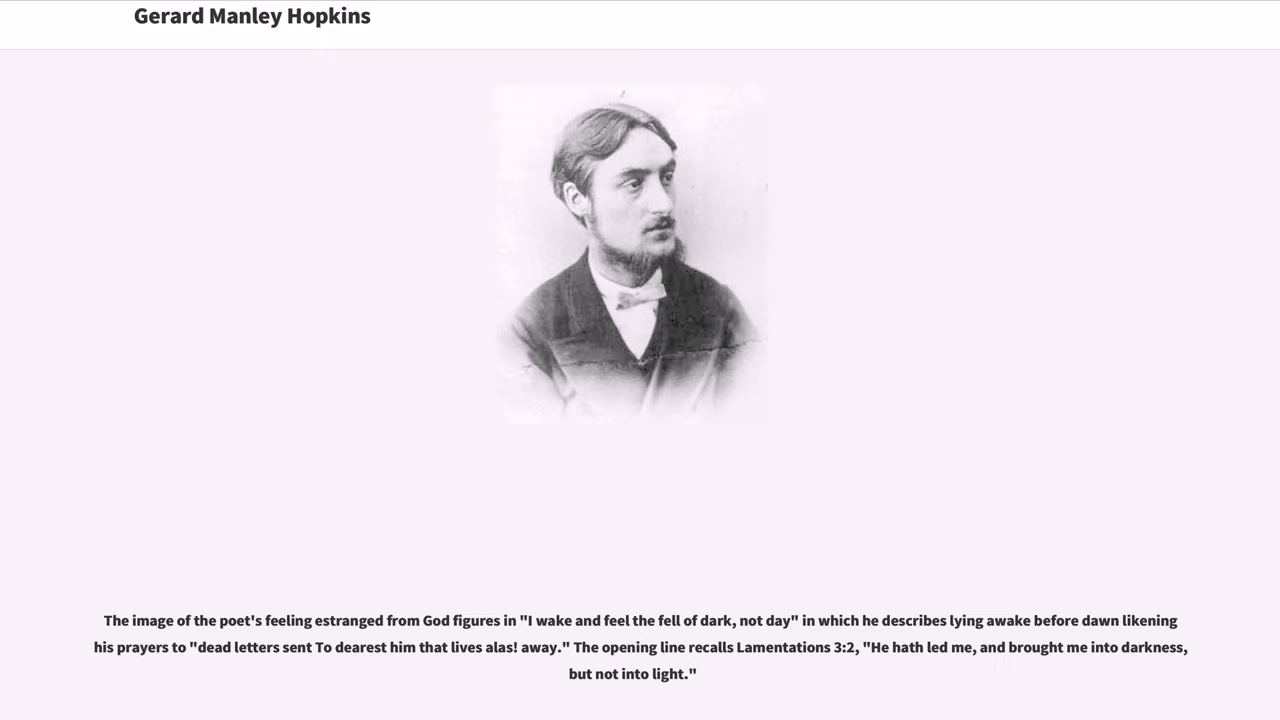 Gerard Manley Hopkins
The image of the poet's feeling estranged from God figures in "I wake and feel the fell of dark, not day" in which he describes lying awake before dawn likening
his prayers to "dead letters sent To dearest him that lives alas! away." The opening line recalls Lamentations 3:2, "He hath led me, and brought me into darkness,
but not into light."